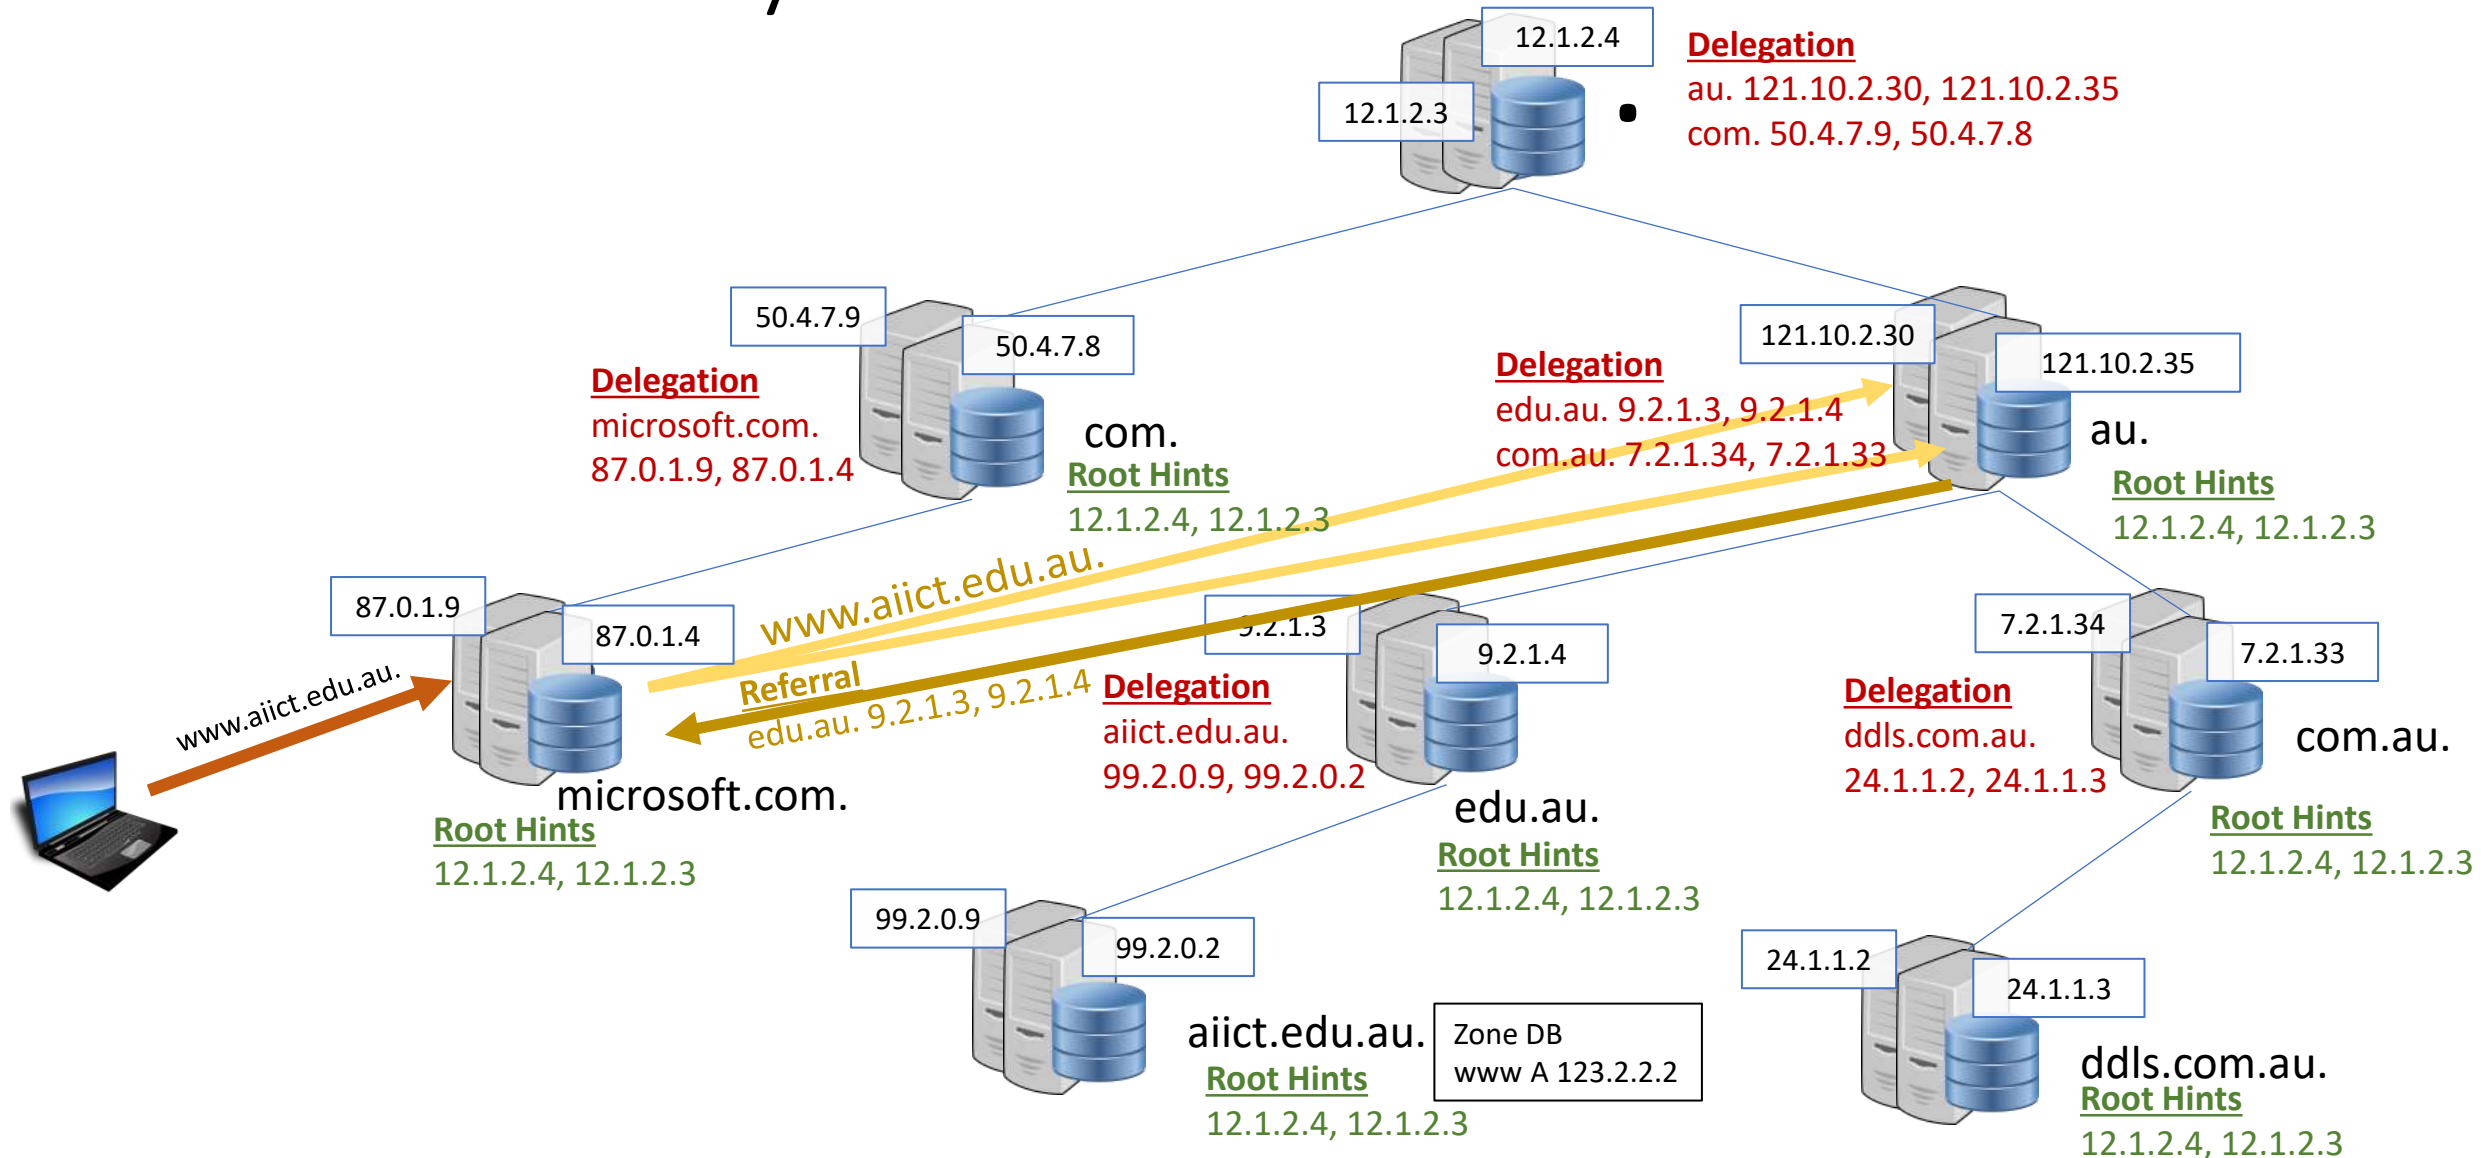 12.1.2.4
12.1.2.3
.
Delegation
au. 121.10.2.30, 121.10.2.35
com. 50.4.7.9, 50.4.7.8
50.4.7.9
50.4.7.8
Delegation
microsoft.com.
87.0.1.9, 87.0.1.4
com.
Root Hints
12.1.2.4, 12.1.2.3
121.10.2.30
121.10.2.35
Delegation
edu.au. 9.2.1.3, 9.2.1.4
com.au. 7.2.1.34, 7.2.1.33
au.
Root Hints
12.1.2.4, 12.1.2.3
87.0.1.9
87.0.1.4
www.aiict.edu.au.
www.aiict.edu.au.
Referral
edu.au. 9.2.1.3, 9.2.1.4
microsoft.com.
Root Hints
12.1.2.4, 12.1.2.3
9.2.1.3
9.2.1.4
Delegation
aiict.edu.au.
99.2.0.9, 99.2.0.2
edu.au.
Root Hints
12.1.2.4, 12.1.2.3
7.2.1.34
7.2.1.33
Delegation
ddls.com.au.
24.1.1.2, 24.1.1.3
com.au.
Root Hints
12.1.2.4, 12.1.2.3
99.2.0.9
99.2.0.2
aiict.edu.au.
Root Hints
12.1.2.4, 12.1.2.3
Zone DB
www A 123.2.2.2
24.1.1.2
24.1.1.3
ddls.com.au.
Root Hints
12.1.2.4, 12.1.2.3